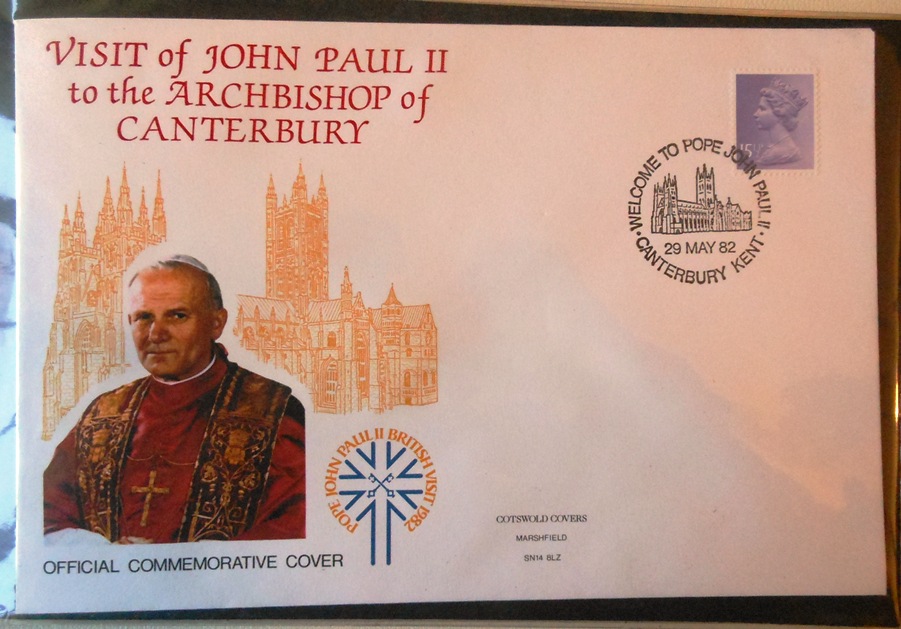 VISIT of JOHN PAUL II
to the ARCHBISHOP of
CANTERBURY
WELCOME TO POPE JOHN PAUL II
29 MAY 82
• CANTERBURY KENT •
POPE JOHN PAUL II BRITISH VISIT 1982
COTSWOLD COVERS
MARSHFIELD
SN14 8LZ
OFFICIAL COMMEMORATIVE COVER